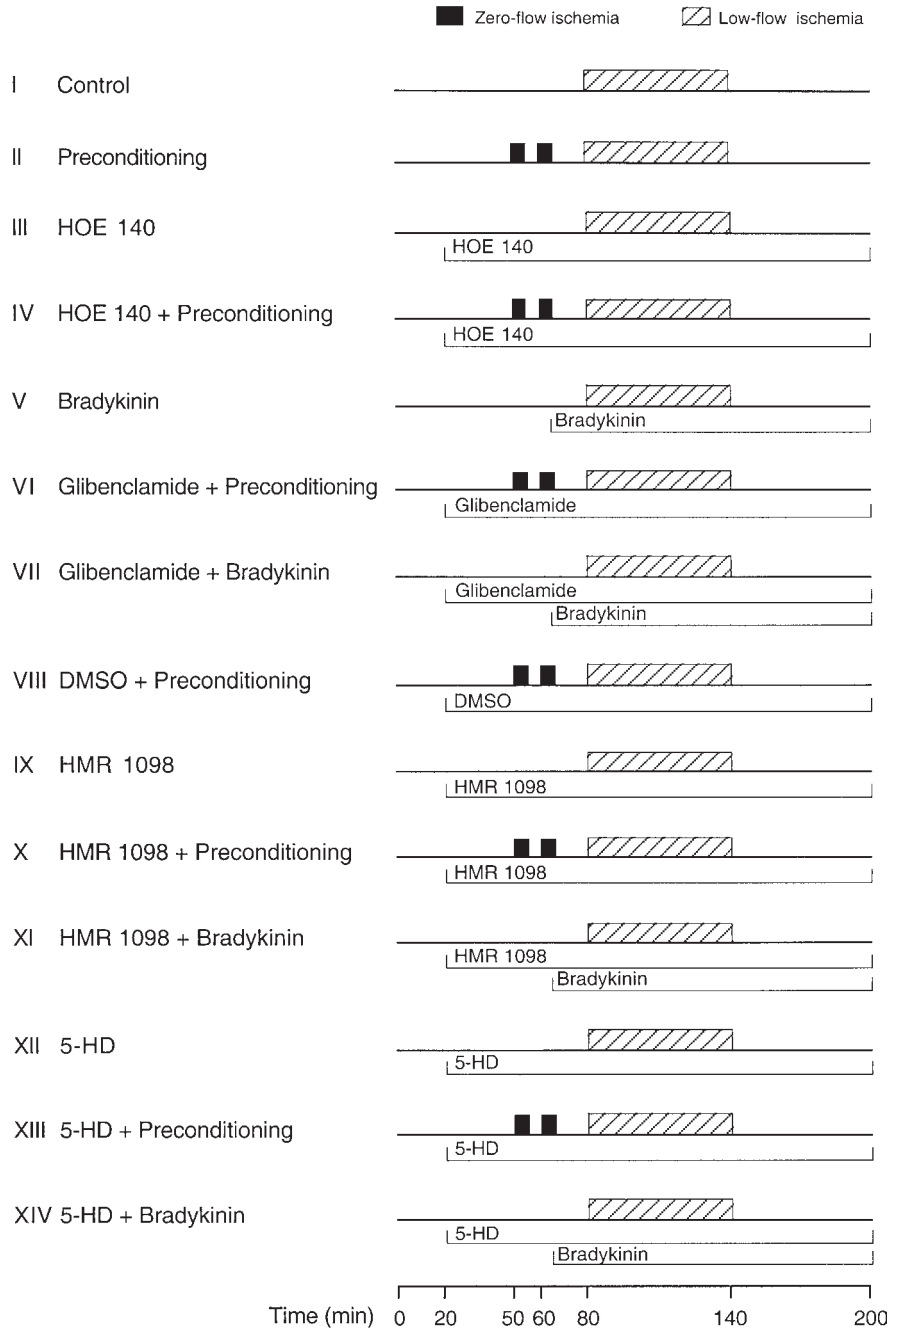 Zero-flow ischemia Low-flow ischemia
I Control
II Preconditioning
III HOE 140
HOE 140
IV HOE 140 + Preconditioning
HOE 140
V Bradykinin
Bradykinin
VI Glibenclamide + Preconditioning
Glibenclamide
VII Glibenclamide + Bradykinin
Glibenclamide
Bradykinin
VIII DMSO + Preconditioning
DMSO
IX HMR 1098
HMR 1098
X HMR 1098 + Preconditioning
HMR 1098
XI HMR 1098 + Bradykinin
HMR 1098
Bradykinin
XII 5-HD
5-HD
XIII 5-HD + Preconditioning
5-HD
XIV 5-HD + Bradykinin
5-HD
Bradykinin
Time (min) 0 20 50 60 80 140 200